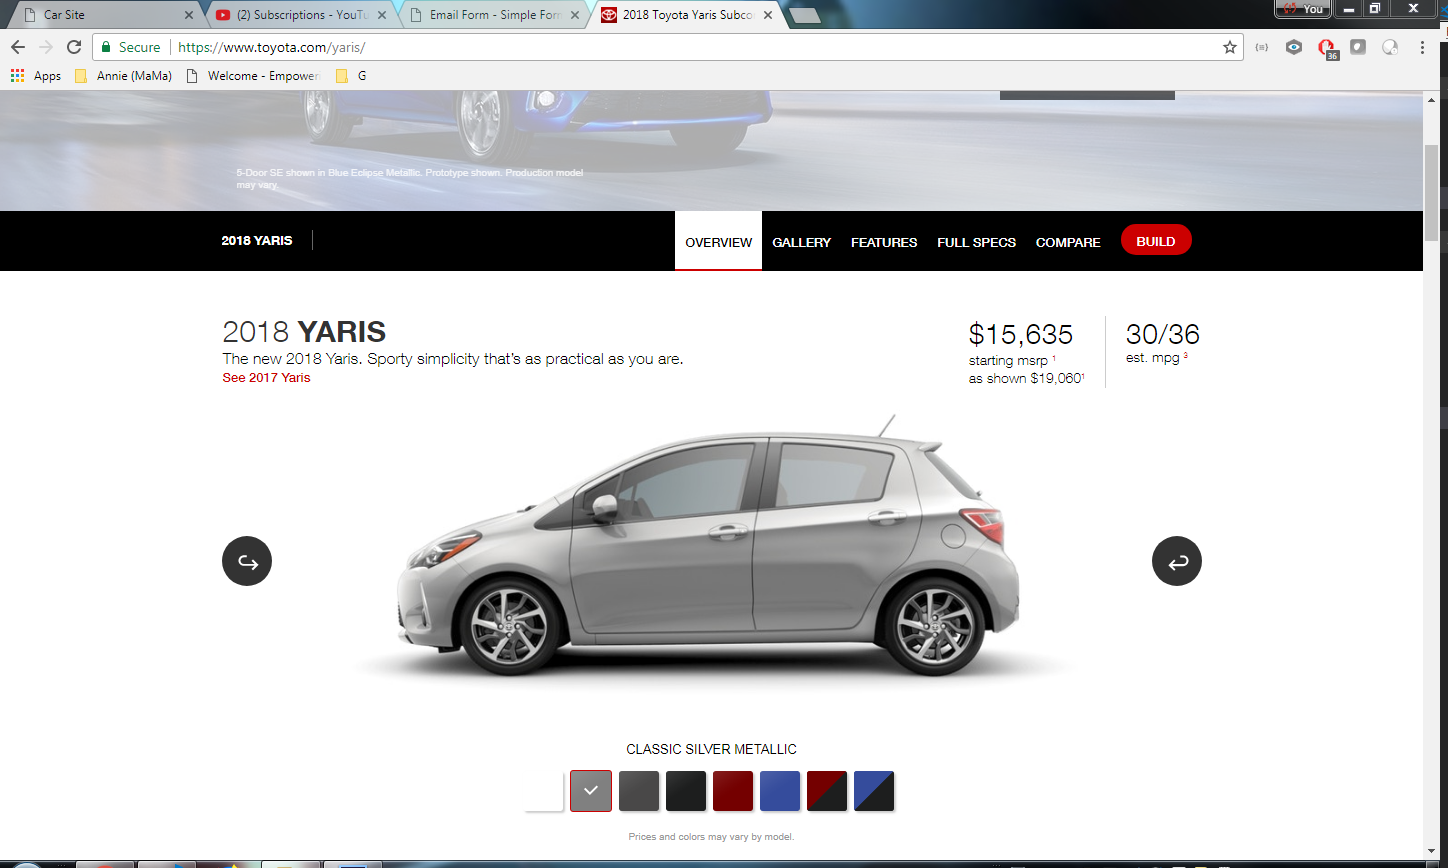 Car Site
(2) Subscriptions - YouTu
Email Form - Simple Form
2018 Toyota Yaris Subco
You
Secure
https://www.toyota.com/yaris/
36
Apps
Annie (MaMa)
Welcome - Empower
G
5-Door SE shown in Blue Eclipse Metallic. Prototype shown. Production model
may vary.
2018 YARIS
OVERVIEW
GALLERY
FEATURES
FULL SPECS
COMPARE
BUILD
2018 YARIS
The new 2018 Yaris. Sporty simplicity that's as practical as you are.
See 2017 Yaris
$15,635
starting msrp 1
as shown $19,0601
30/36
est. mpg 3
CLASSIC SILVER METALLIC
Prices and colors may vary by model.